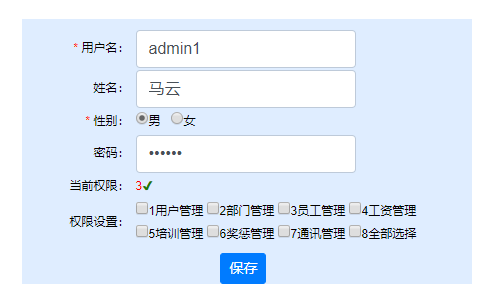 * 用户名: admin1
姓名: 马云
* 性别: 男 女
密码: ••••••
当前权限: 3✔
权限设置: 1用户管理 2部门管理 3员工管理 4工资管理
5培训管理 6奖惩管理 7通讯管理 8全部选择
保存